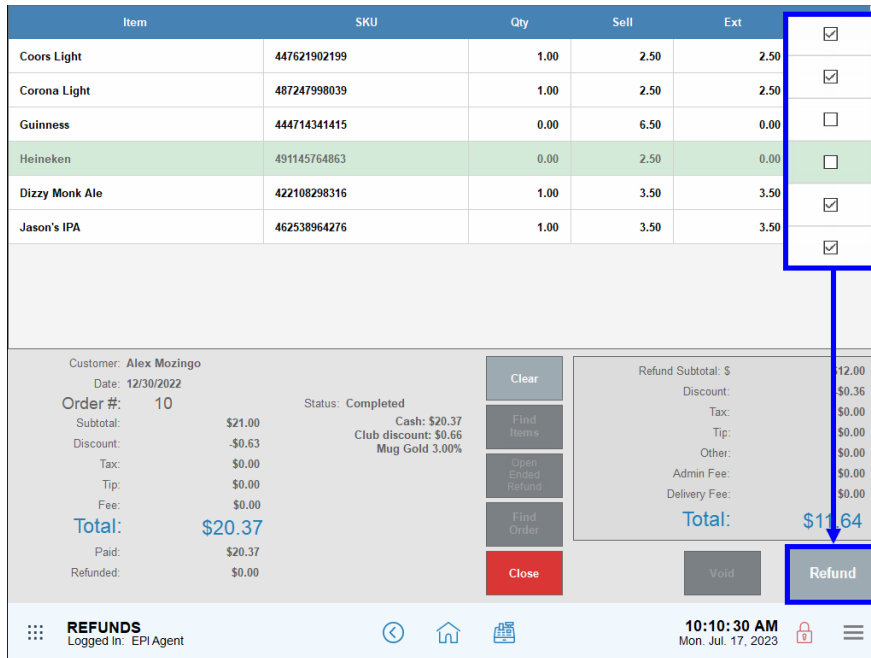 Item SKU Qty Sell Ext
Coors Light 447621902199 1.00 2.50 2.50
Corona Light 487247998039 1.00 2.50 2.50
Guinness 444714341415 0.00 6.50 0.00
Heineken 491145764863 0.00 2.50 0.00
Dizzy Monk Ale 422108298316 1.00 3.50 3.50
Jason's IPA 462538964276 1.00 3.50 3.50
Customer: Alex Mozingo
Date: 12/30/2022
Order #: 10
Subtotal: $21.00
Discount: -$0.63
Tax: $0.00
Tip: $0.00
Fee: $0.00
Total: $20.37
Paid: $20.37
Refunded: $0.00
Status: Completed
Cash: $20.37
Club discount: $0.66
Mug Gold 3.00%
Clear
Find
Items
Open
Ended
Refund
Find
Order
Close
Refund Subtotal: $ 12.00
Discount: -$0.36
Tax: $0.00
Tip: $0.00
Other: $0.00
Admin Fee: $0.00
Delivery Fee: $0.00
Total: $11.64
Void
Refund
REFUNDS
Logged In: EPI Agent
10:10:30 AM
Mon. Jul. 17, 2023